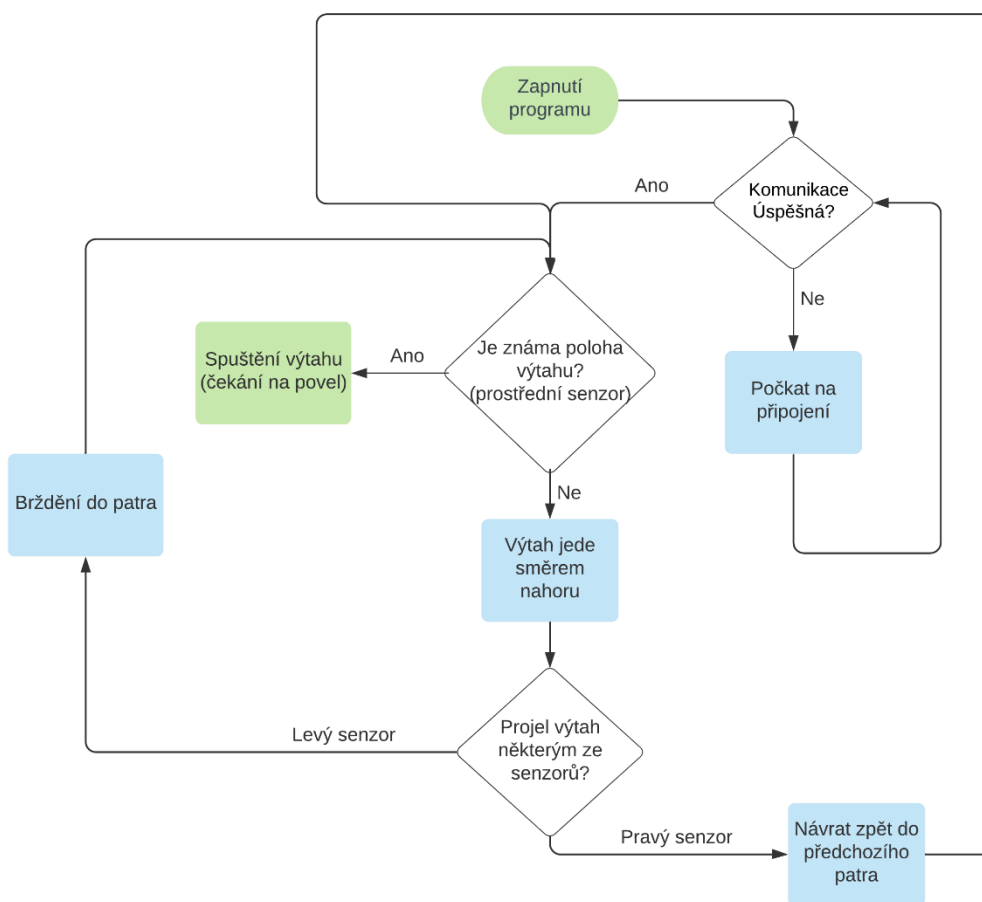 Zapnutí
programu
Ano
Komunikace
Úspěšná?
Ne
Počkat na
připojení
Je známa poloha
výtahu?
(prostřední senzor)
Ano
Spuštění výtahu
(čekání na povel)
Ne
Výtah jede
směrem
nahoru
Brždění do patra
Projel výtah
některým ze
senzorů?
Levý senzor
Pravý senzor
Návrat zpět do
předchozího
patra